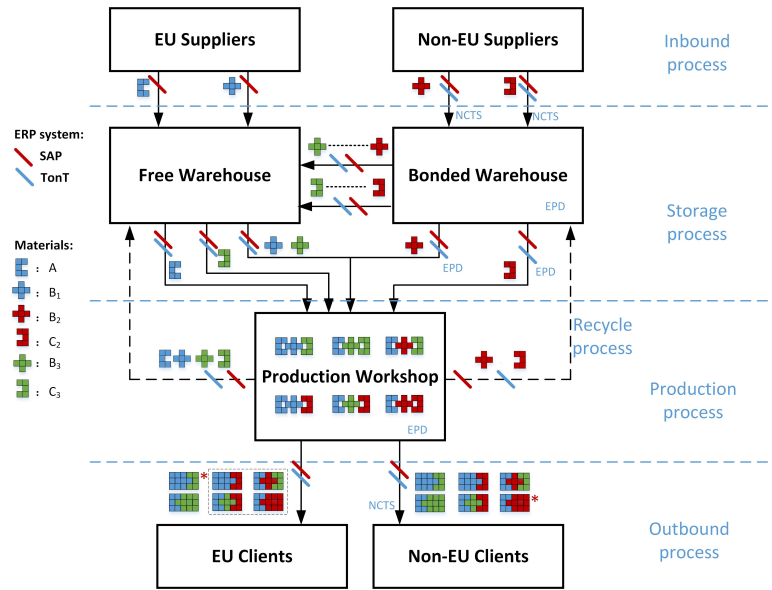 EU Suppliers
Non-EU Suppliers
Inbound
process
NCTS
NCTS
ERP system:
SAP
TonT
Free Warehouse
Bonded Warehouse
EPD
Storage
process
Materials:
: A
: B1
: B2
: C2
: B3
: C3
EPD
EPD
Recycle
process
Production Workshop
EPD
Production
process
*
NCTS
*
EU Clients
Non-EU Clients
Outbound
process